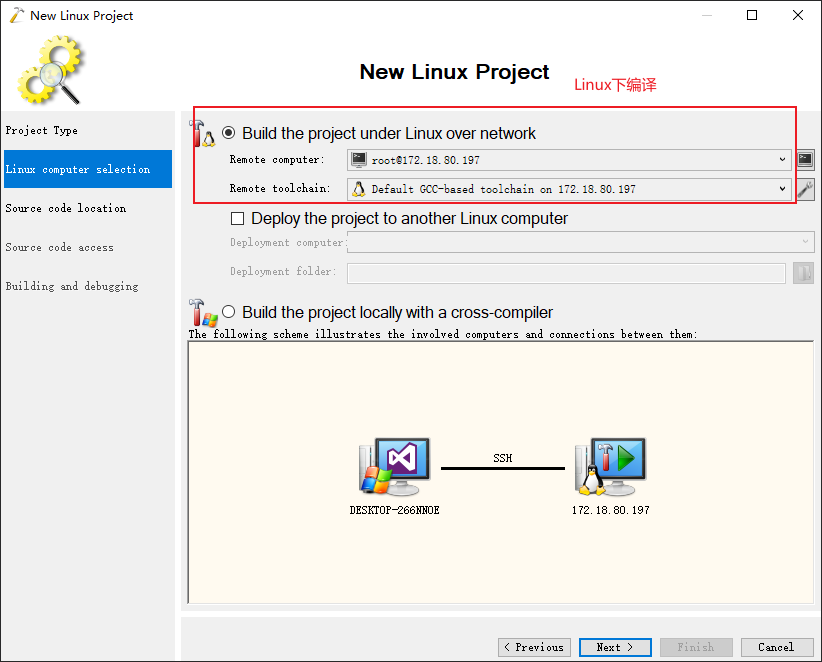 New Linux Project
New Linux Project
Linux下编译
Project Type
Linux computer selection
Source code location
Source code access
Building and debugging
Build the project under Linux over network
Remote computer: root@172.18.80.197
Remote toolchain: Default GCC-based toolchain on 172.18.80.197
Deploy the project to another Linux computer
Deployment computer:
Deployment folder:
Build the project locally with a cross-compiler
The following scheme illustrates the involved computers and connections between them:
SSH
DESKTOP-266NNOE
172.18.80.197
< Previous
Next >
Finish
Cancel